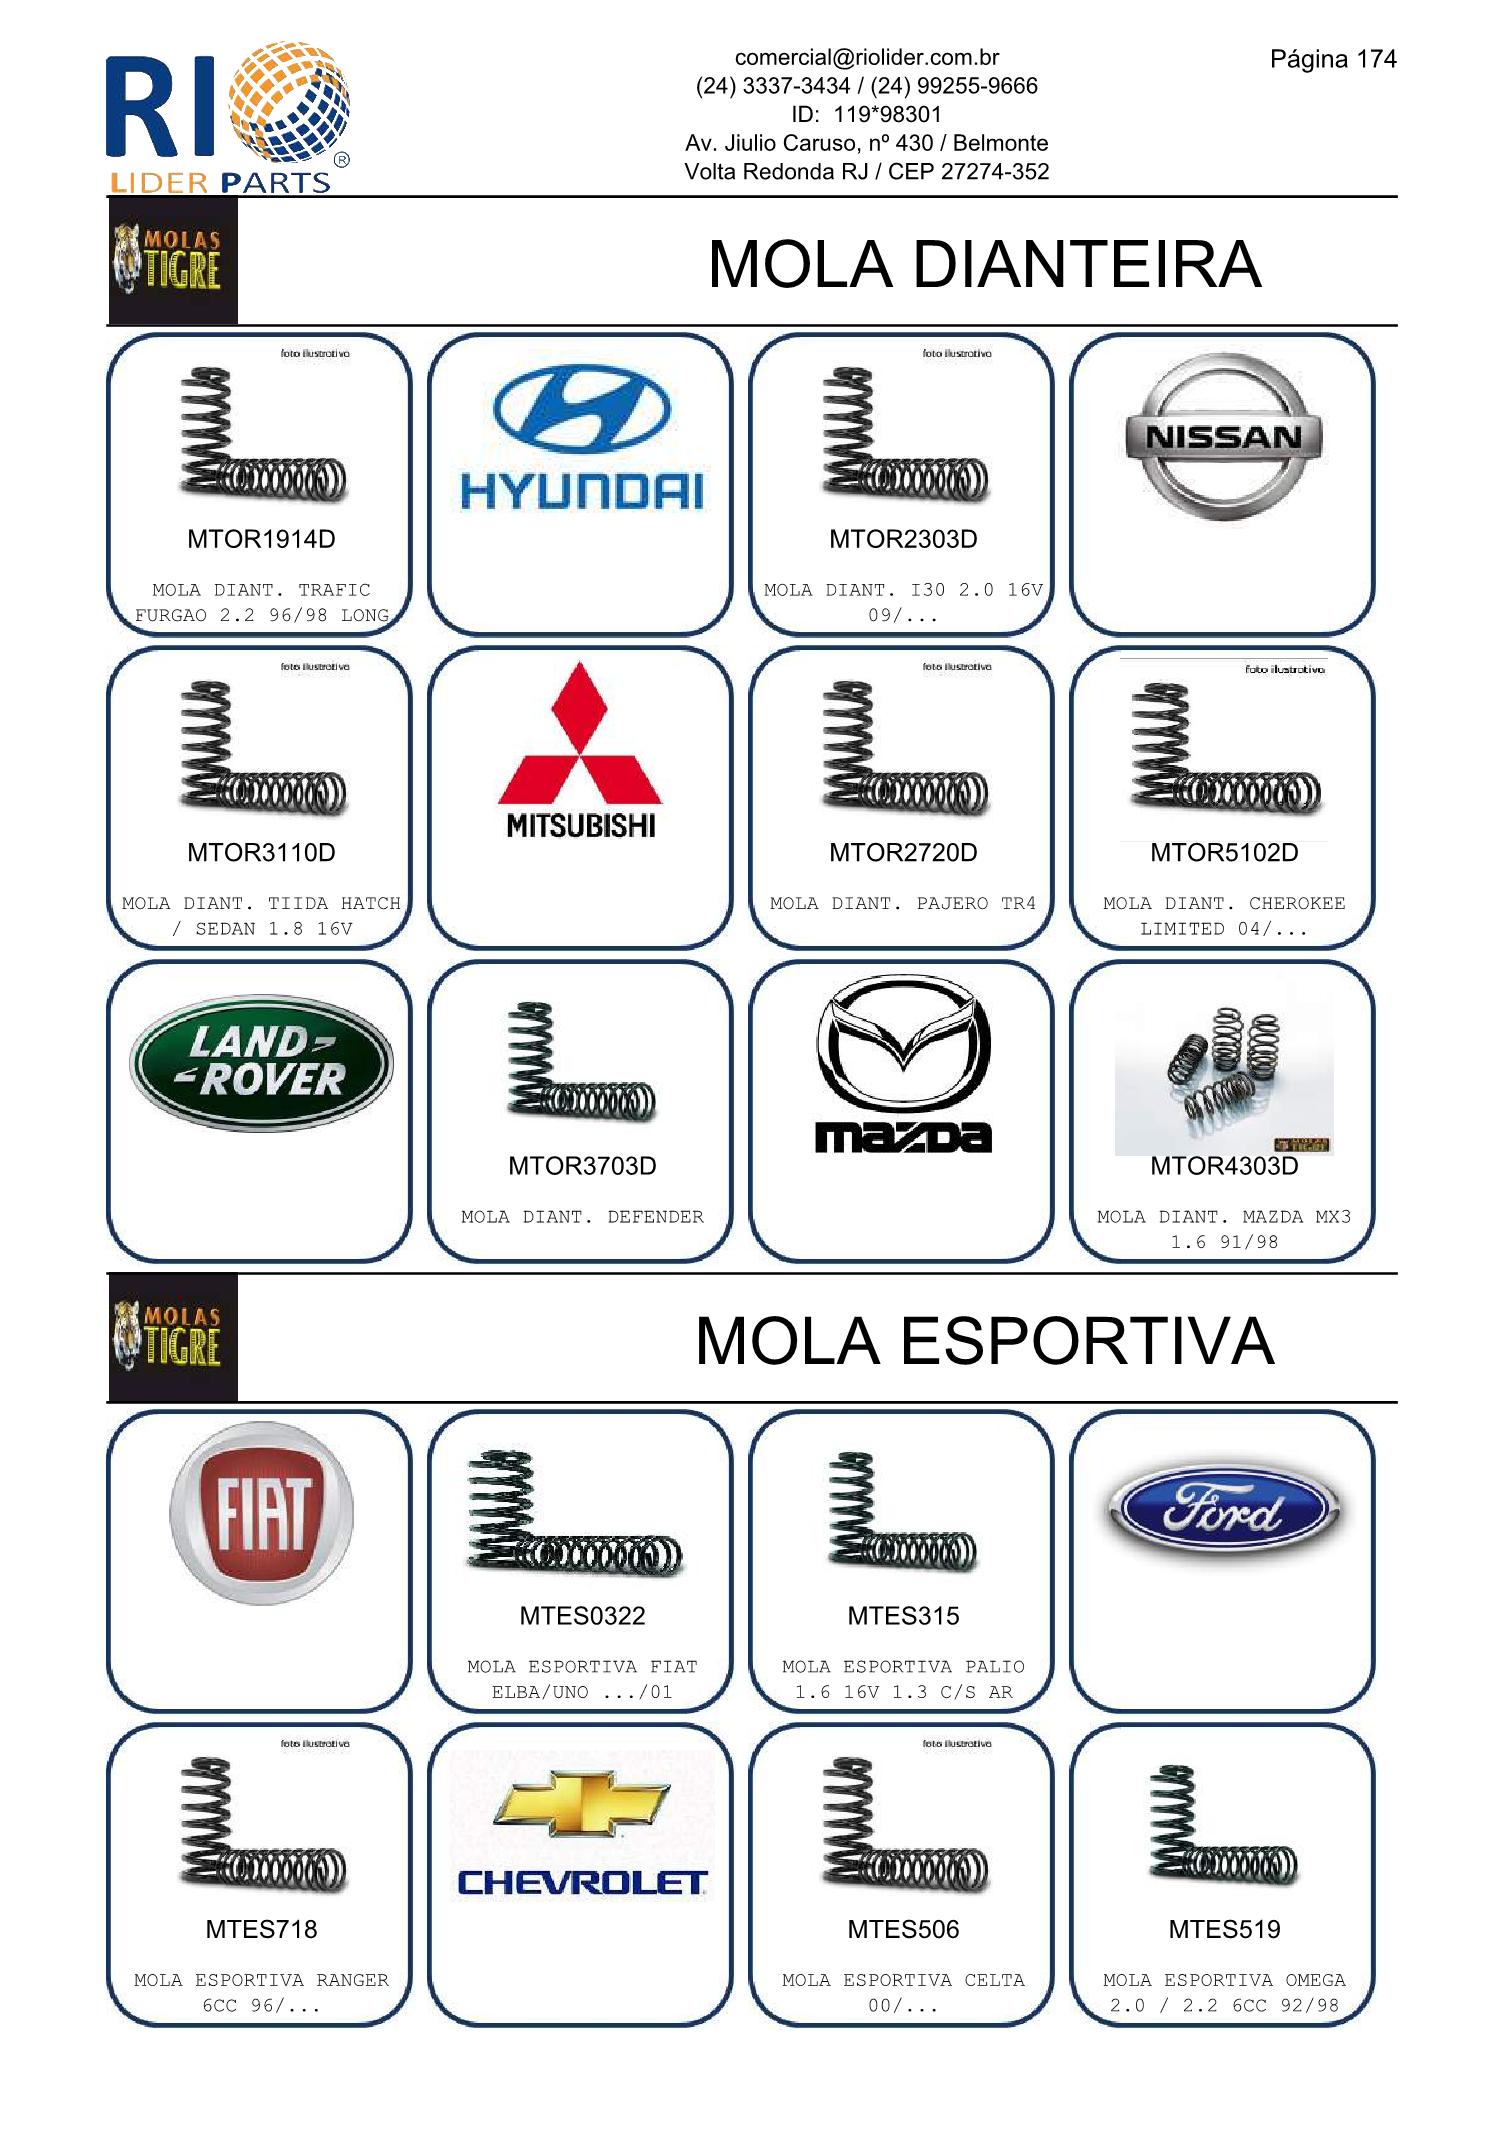 RIO
®
LIDER PARTS
comercial@riolider.com.br
(24) 3337-3434 / (24) 99255-9666
ID: 119*98301
Av. Jiulio Caruso, nº 430 / Belmonte
Volta Redonda RJ / CEP 27274-352
Página 174
MOLAS
TIGRE
MOLA DIANTEIRA
foto ilustrativa
MTOR1914D
MOLA DIANT. TRAFIC
FURGAO 2.2 96/98 LONG
HYUNDAI
foto ilustrativa
MTOR2303D
MOLA DIANT. I30 2.0 16V
09/...
NISSAN
foto ilustrativa
MTOR3110D
MOLA DIANT. TIIDA HATCH
/ SEDAN 1.8 16V
MITSUBISHI
foto ilustrativa
MTOR2720D
MOLA DIANT. PAJERO TR4
foto ilustrativa
MTOR5102D
MOLA DIANT. CHEROKEE
LIMITED 04/...
LAND-
-ROVER
MTOR3703D
MOLA DIANT. DEFENDER
mazDa
MOLAS
TIGRE
MTOR4303D
MOLA DIANT. MAZDA MX3
1.6 91/98
MOLAS
TIGRE
MOLA ESPORTIVA
FIAT
MTES0322
MOLA ESPORTIVA FIAT
ELBA/UNO .../01
MTES315
MOLA ESPORTIVA PALIO
1.6 16V 1.3 C/S AR
Ford
foto ilustrativa
MTES718
MOLA ESPORTIVA RANGER
6CC 96/...
CHEVROLET
foto ilustrativa
MTES506
MOLA ESPORTIVA CELTA
00/...
MTES519
MOLA ESPORTIVA OMEGA
2.0 / 2.2 6CC 92/98